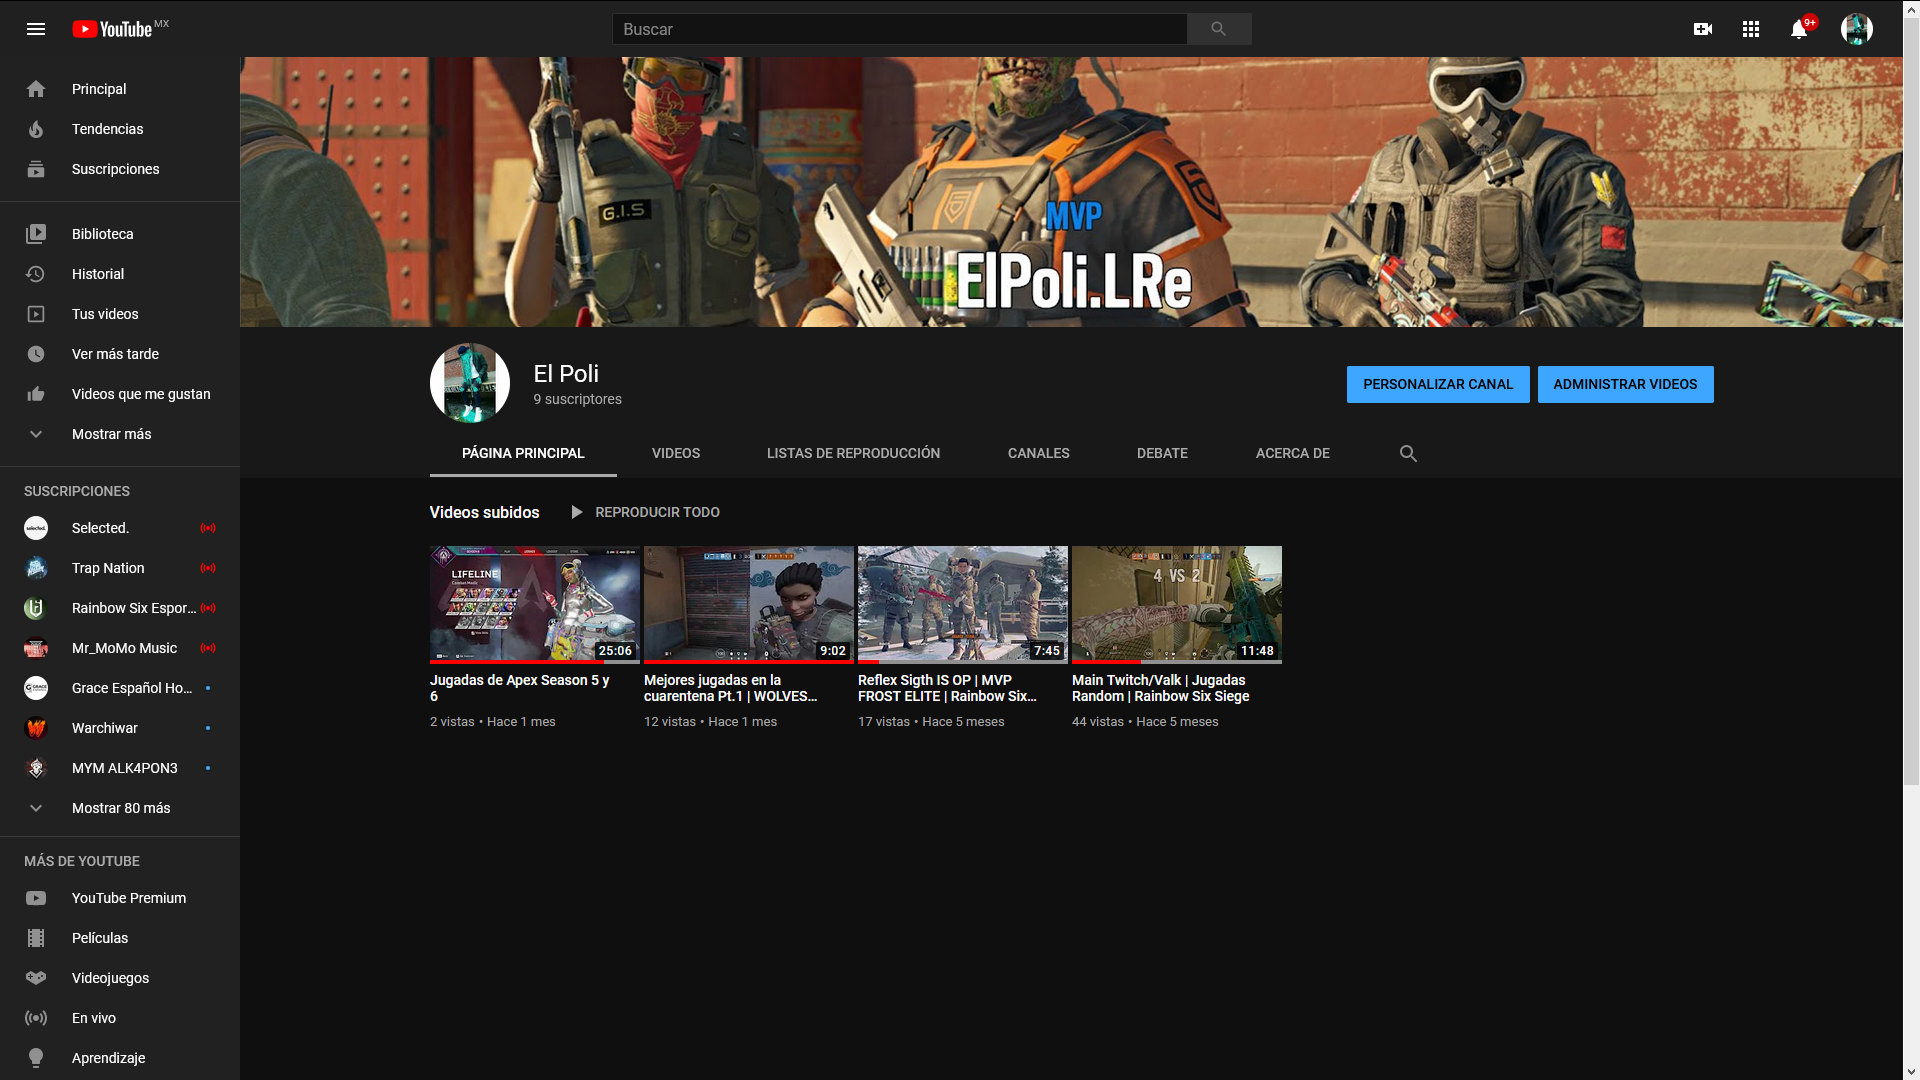 YouTube MX
Buscar
9+
Principal
Tendencias
Suscripciones
Biblioteca
Historial
Tus videos
Ver más tarde
Videos que me gustan
Mostrar más
SUSCRIPCIONES
Selected.
Trap Nation
Rainbow Six Espor...
Mr_MoMo Music
Grace Español Ho...
Warchiwar
MYM ALK4PON3
Mostrar 80 más
MÁS DE YOUTUBE
YouTube Premium
Películas
Videojuegos
En vivo
Aprendizaje
G.I.S
MVP
ElPoli.LRe
El Poli
9 suscriptores
PERSONALIZAR CANAL
ADMINISTRAR VIDEOS
PÁGINA PRINCIPAL
VIDEOS
LISTAS DE REPRODUCCIÓN
CANALES
DEBATE
ACERCA DE
Videos subidos
REPRODUCIR TODO
LIFELINE
25:06
Jugadas de Apex Season 5 y
6
2 vistas • Hace 1 mes
9:02
Mejores jugadas en la
cuarentena Pt.1 | WOLVES...
12 vistas • Hace 1 mes
7:45
Reflex Sigth IS OP | MVP
FROST ELITE | Rainbow Six...
17 vistas • Hace 5 meses
4 VS 2
11:48
Main Twitch/Valk | Jugadas
Random | Rainbow Six Siege
44 vistas • Hace 5 meses